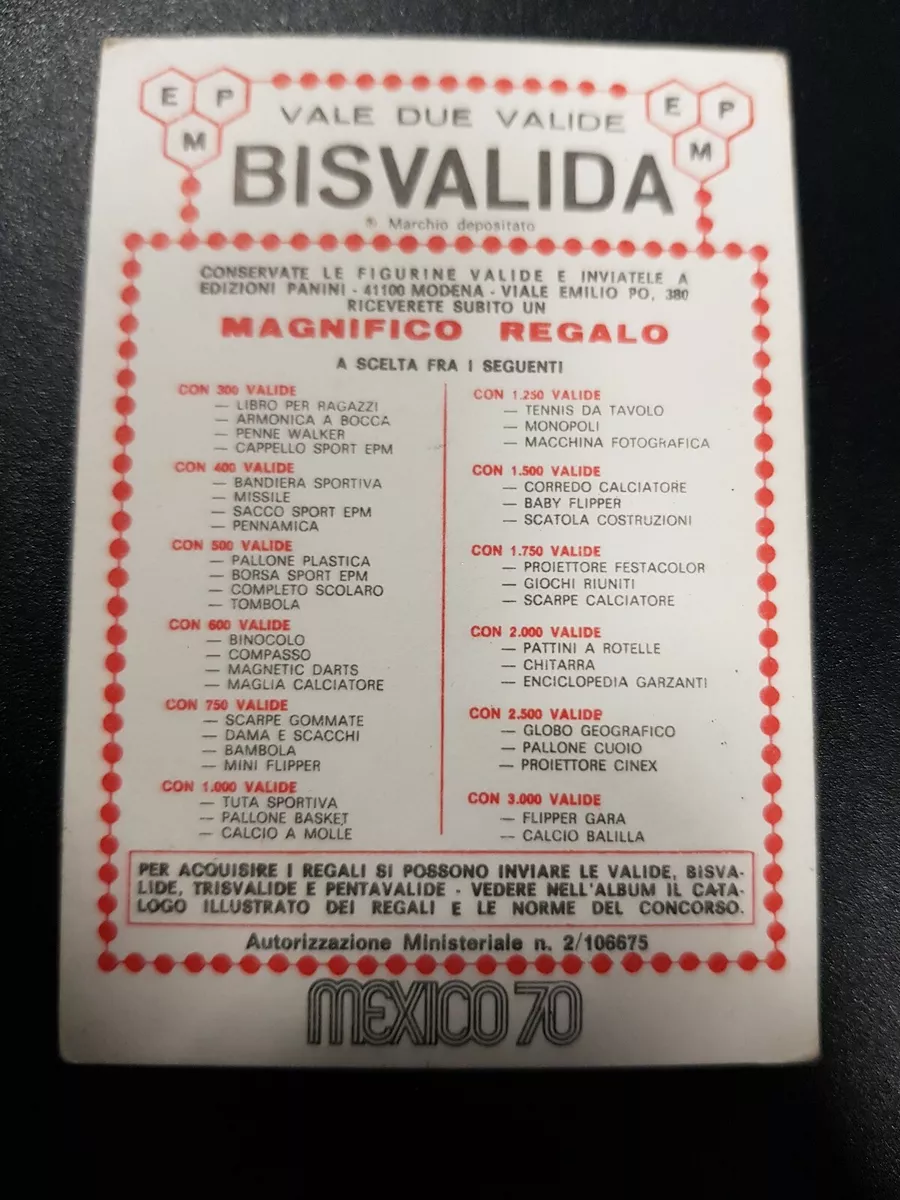 E P
M
E P
M
VALE DUE VALIDE
BISVALIDA
® Marchio depositato
CONSERVATE LE FIGURINE VALIDE E INVIATELE A
EDIZIONI PANINI - 41100 MODENA - VIALE EMILIO PO, 380
RICEVERETE SUBITO UN
MAGNIFICO REGALO
A SCELTA FRA I SEGUENTI
CON 300 VALIDE
— LIBRO PER RAGAZZI
— ARMONICA A BOCCA
— PENNE WALKER
— CAPPELLO SPORT EPM
CON 400 VALIDE
— BANDIERA SPORTIVA
— MISSILE
— SACCO SPORT EPM
— PENNAMICA
CON 500 VALIDE
— PALLONE PLASTICA
— BORSA SPORT EPM
— COMPLETO SCOLARO
— TOMBOLA
CON 600 VALIDE
— BINOCOLO
— COMPASSO
— MAGNETIC DARTS
— MAGLIA CALCIATORE
CON 750 VALIDE
— SCARPE GOMMATE
— DAMA E SCACCHI
— BAMBOLA
— MINI FLIPPER
CON 1.000 VALIDE
— TUTA SPORTIVA
— PALLONE BASKET
— CALCIO A MOLLE
CON 1.250 VALIDE
— TENNIS DA TAVOLO
— MONOPOLI
— MACCHINA FOTOGRAFICA
CON 1.500 VALIDE
— CORREDO CALCIATORE
— BABY FLIPPER
— SCATOLA COSTRUZIONI
CON 1.750 VALIDE
— PROIETTORE FESTACOLOR
— GIOCHI RIUNITI
— SCARPE CALCIATORE
CON 2.000 VALIDE
— PATTINI A ROTELLE
— CHITARRA
— ENCICLOPEDIA GARZANTI
CON 2.500 VALIDE
— GLOBO GEOGRAFICO
— PALLONE CUOIO
— PROIETTORE CINEX
CON 3.000 VALIDE
— FLIPPER GARA
— CALCIO BALILLA
PER ACQUISIRE I REGALI SI POSSONO INVIARE LE VALIDE, BISVA-
LIDE, TRISVALIDE E PENTAVALIDE - VEDERE NELL'ALBUM IL CATA-
LOGO ILLUSTRATO DEI REGALI E LE NORME DEL CONCORSO.
Autorizzazione Ministeriale n. 2/106675
MEXICO 70